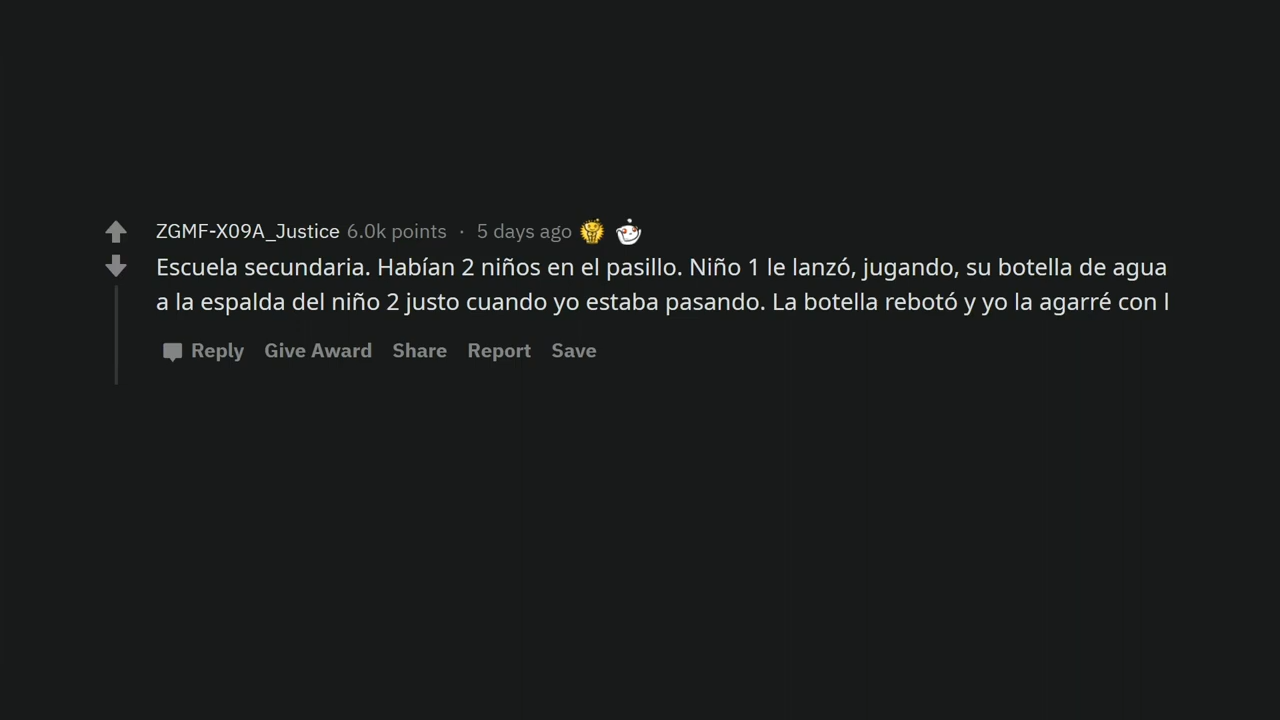 ZGMF-X09A_Justice 6.0k points · 5 days ago
Escuela secundaria. Habían 2 niños en el pasillo. Niño 1 le lanzó, jugando, su botella de agua
a la espalda del niño 2 justo cuando yo estaba pasando. La botella rebotó y yo la agarré con l
Reply Give Award Share Report Save